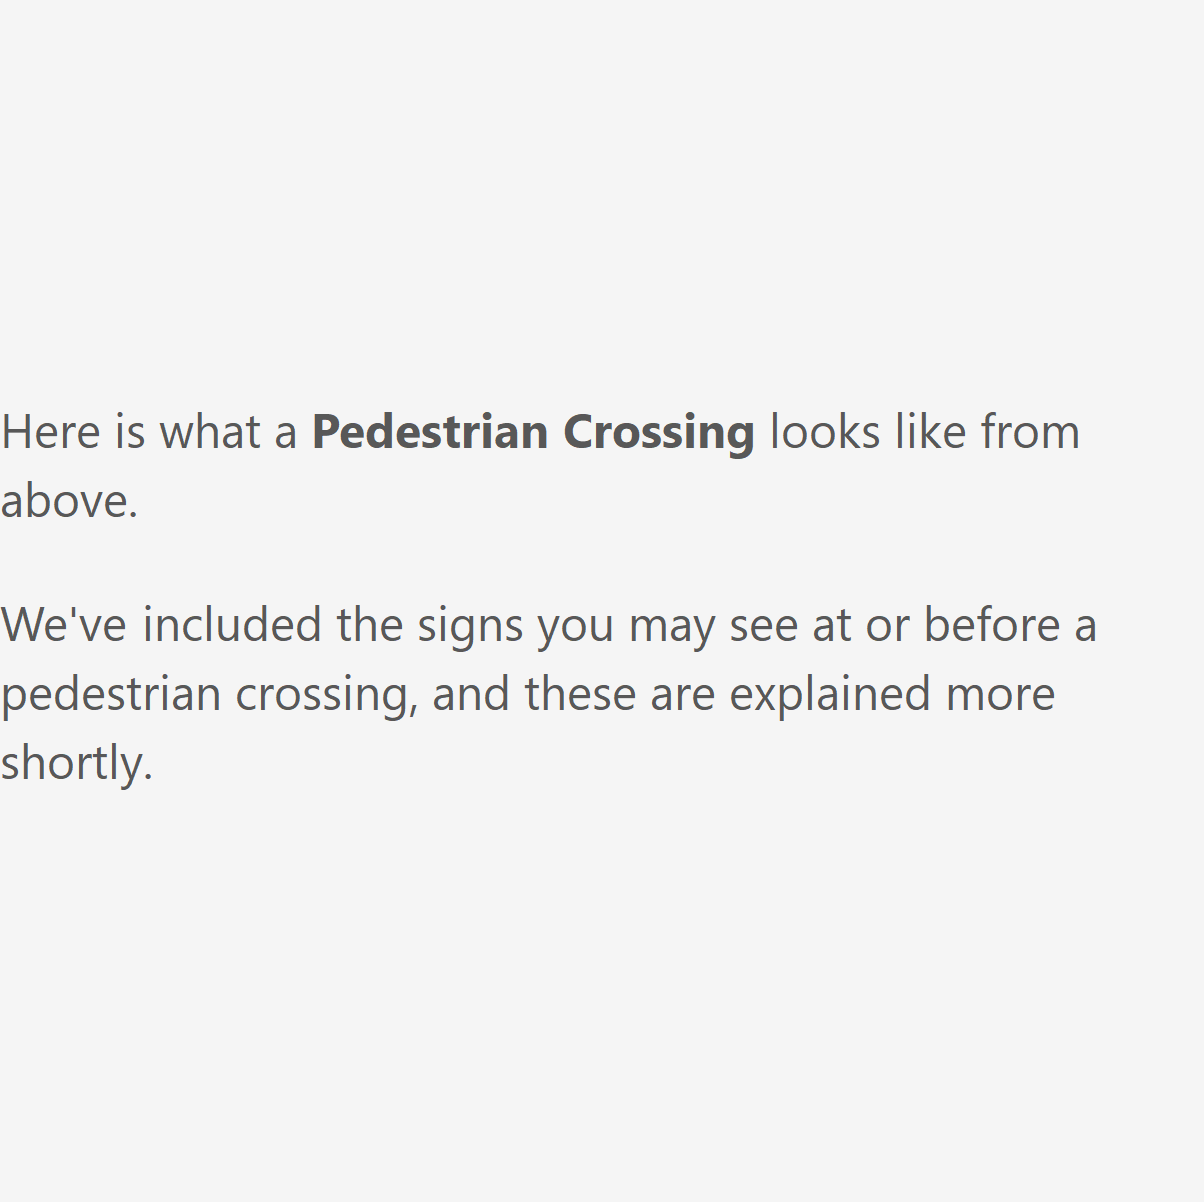 Here is what a Pedestrian Crossing looks like from
above.
We've included the signs you may see at or before a
pedestrian crossing, and these are explained more
shortly.